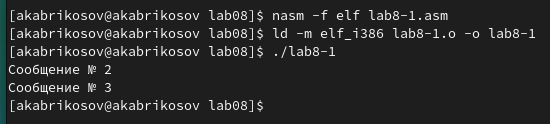 [akabrikosov@akabrikosov lab08]$ nasm -f elf lab8-1.asm
[akabrikosov@akabrikosov lab08]$ ld -m elf_i386 lab8-1.o -o lab8-1
[akabrikosov@akabrikosov lab08]$ ./lab8-1
Сообщение № 2
Сообщение № 3
[akabrikosov@akabrikosov lab08]$